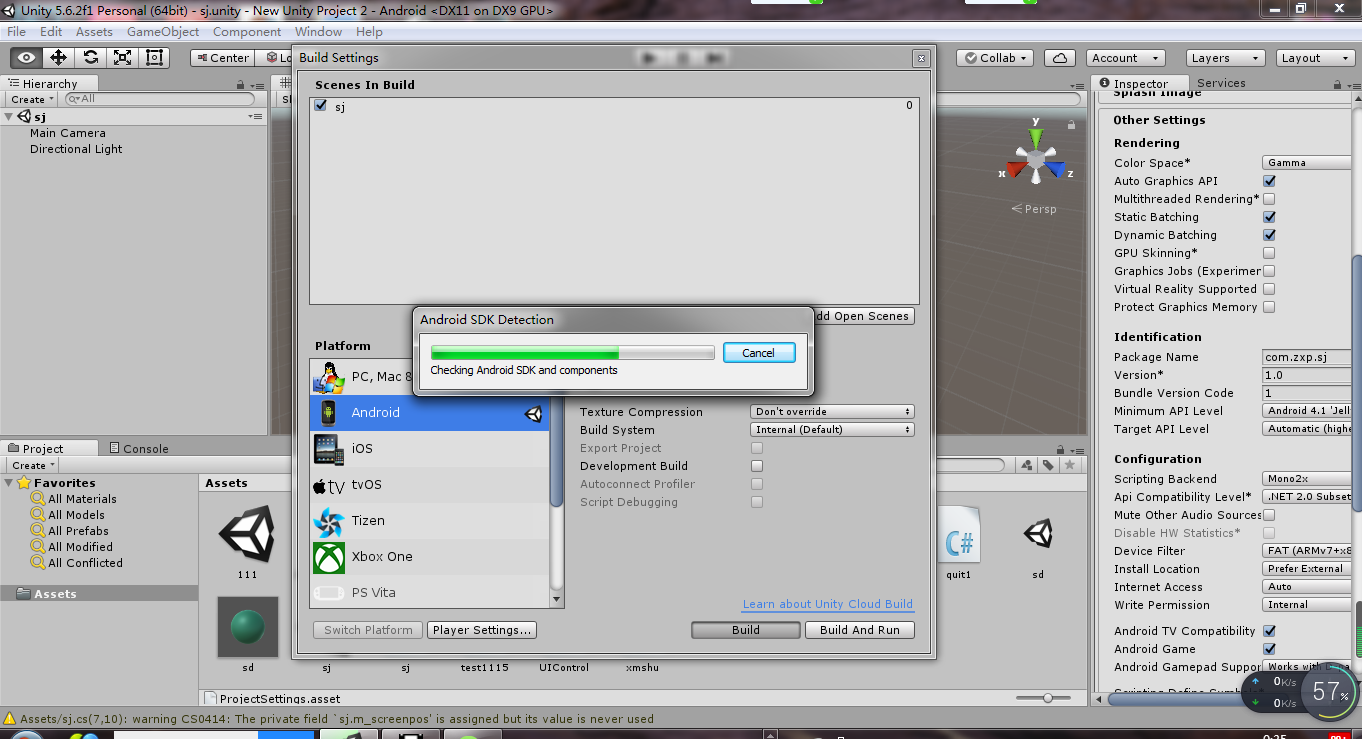 Unity 5.6.2f1 Personal (64bit) - sj.unity - New Unity Project 2 - Android <DX11 on DX9 GPU>
File Edit Assets GameObject Component Window Help
Center
Collab
Account
Layers
Layout
Build Settings
Hierarchy
Create
All
sj
Main Camera
Directional Light
Scenes In Build
sj 0
y
x
z
Persp
dd Open Scenes
Android SDK Detection
Cancel
Checking Android SDK and components
Platform
PC, Mac &
Android
iOS
tvOS
Tizen
Xbox One
PS Vita
Texture Compression Don't override
Build System Internal (Default)
Export Project
Development Build
Autoconnect Profiler
Script Debugging
Learn about Unity Cloud Build
Switch Platform
Player Settings...
Build
Build And Run
Inspector
Services
Splash Image
Other Settings
Rendering
Color Space* Gamma
Auto Graphics API
Multithreaded Rendering*
Static Batching
Dynamic Batching
GPU Skinning*
Graphics Jobs (Experimer
Virtual Reality Supported
Protect Graphics Memory
Identification
Package Name com.zxp.sj
Version* 1.0
Bundle Version Code 1
Minimum API Level Android 4.1 'Jell
Target API Level Automatic (highe
Configuration
Scripting Backend Mono2x
Api Compatibility Level* .NET 2.0 Subset
Mute Other Audio Sources
Disable HW Statistics*
Device Filter FAT (ARMv7+x8
Install Location Prefer External
Internet Access Auto
Write Permission Internal
Android TV Compatibility
Android Game
Android Gamepad Suppor
0K/s
0K/s
57%
Project
Console
Create
Favorites
All Materials
All Models
All Prefabs
All Modified
All Conflicted
Assets
Assets
111
C#
quit1
sd
sd
sj
sj
test1115
UIControl
xmshu
ProjectSettings.asset
Assets/sj.cs(7,10): warning CS0414: The private field `sj.m_screenpos' is assigned but its value is never used